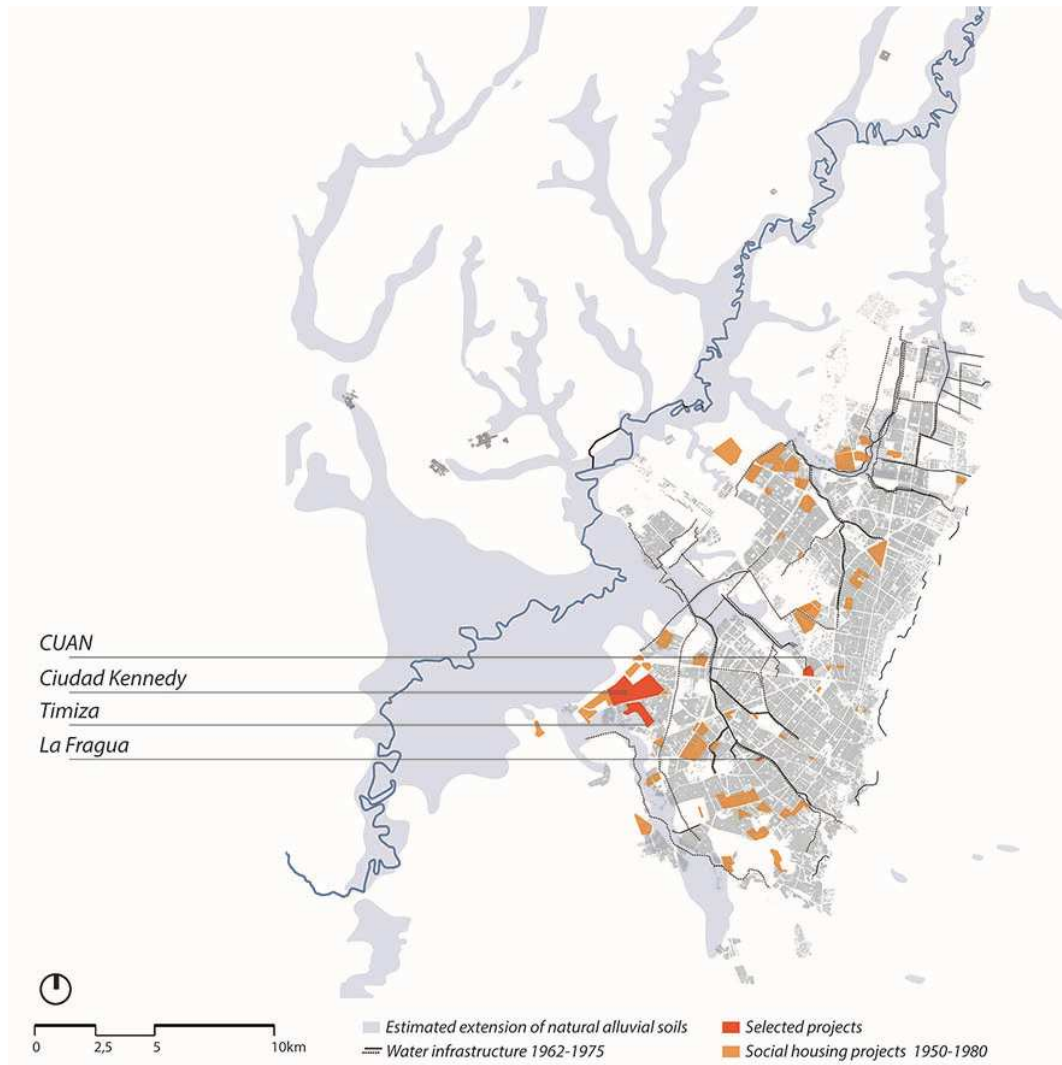 CUAN
Ciudad Kennedy
Timiza
La Fragua
Estimated extension of natural alluvial soils
Selected projects
Water infrastructure 1962-1975
Social housing projects 1950-1980
0 2,5 5 10km